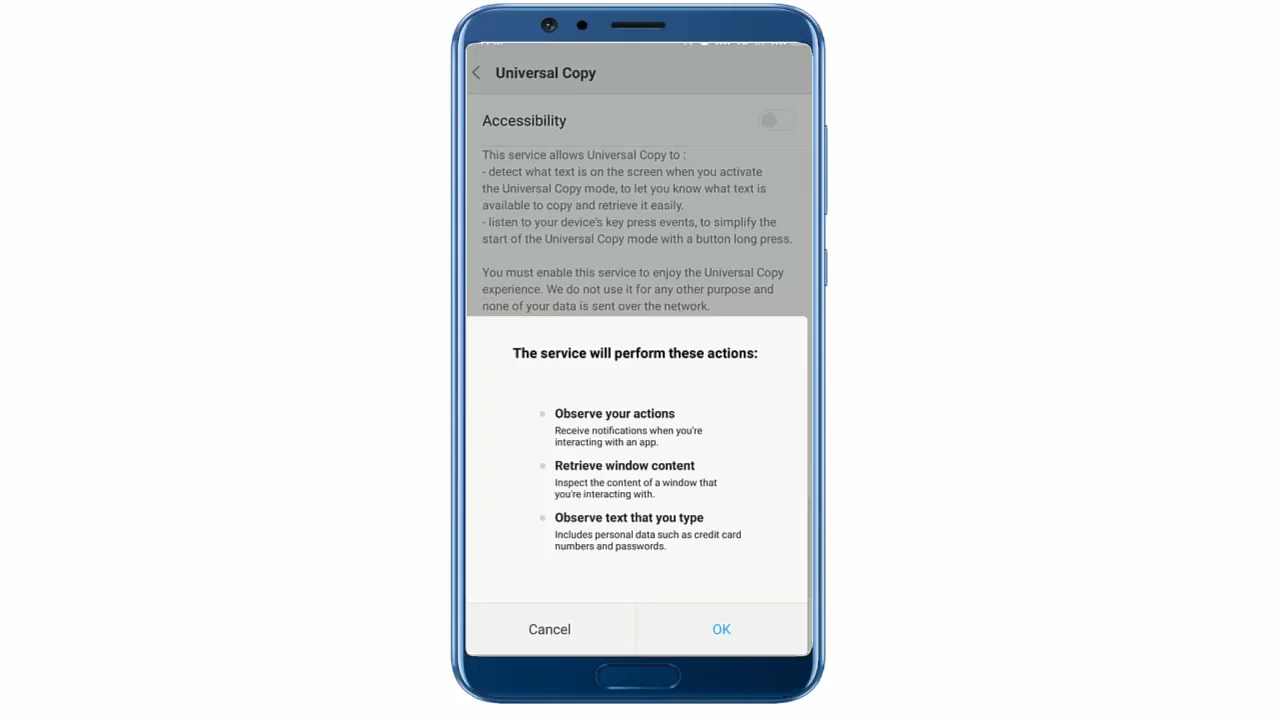 Universal Copy
Accessibility
This service allows Universal Copy to :
- detect what text is on the screen when you activate
the Universal Copy mode, to let you know what text is
available to copy and retrieve it easily.
- listen to your device's key press events, to simplify the
start of the Universal Copy mode with a button long press.
You must enable this service to enjoy the Universal Copy
experience. We do not use it for any other purpose and
none of your data is sent over the network.
The service will perform these actions:
Observe your actions
Receive notifications when you're
interacting with an app.
Retrieve window content
Inspect the content of a window that
you're interacting with.
Observe text that you type
Includes personal data such as credit card
numbers and passwords.
Cancel
OK